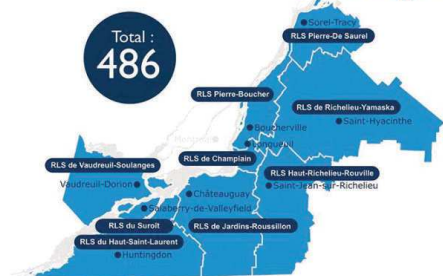 Total :
486
Sorel-Tracy
RLS Pierre-De Saurel
RLS Pierre-Boucher
RLS de Richelieu-Yamaska
Boucherville
Saint-Hyacinthe
Montréal
Longueuil
RLS de Champlain
RLS de Vaudreuil-Soulanges
RLS Haut-Richelieu-Rouville
Vaudreuil-Dorion
Saint-Jean-sur-Richelieu
Châteauguay
Salaberry-de-Valleyfield
RLS du Suroît
RLS de Jardins-Roussillon
RLS du Haut-Saint-Laurent
Huntingdon